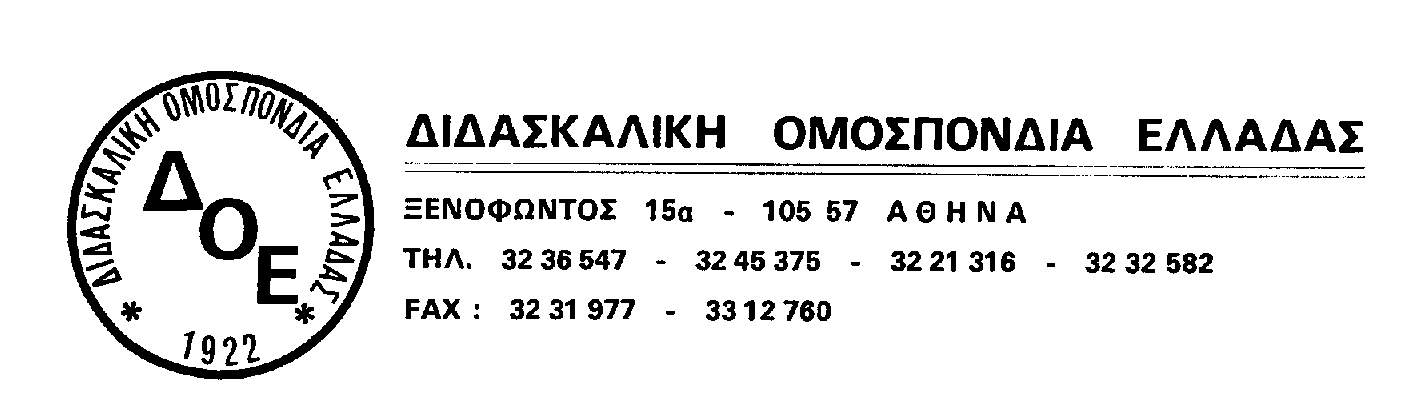 ΔΙΔΑΣΚΑΛΙΚΗ ΟΜΟΣΠΟΝΔΙΑ ΕΛΛΑΔΑΣ
ΔΟΕ
* 1922 *
ΔΙΔΑΣΚΑΛΙΚΗ ΟΜΟΣΠΟΝΔΙΑ ΕΛΛΑΔΑΣ
ΞΕΝΟΦΩΝΤΟΣ 15α - 105 57 ΑΘΗΝΑ
ΤΗΛ. 32 36 547 - 32 45 375 - 32 21 316 - 32 32 582
FAX : 32 31 977 - 33 12 760